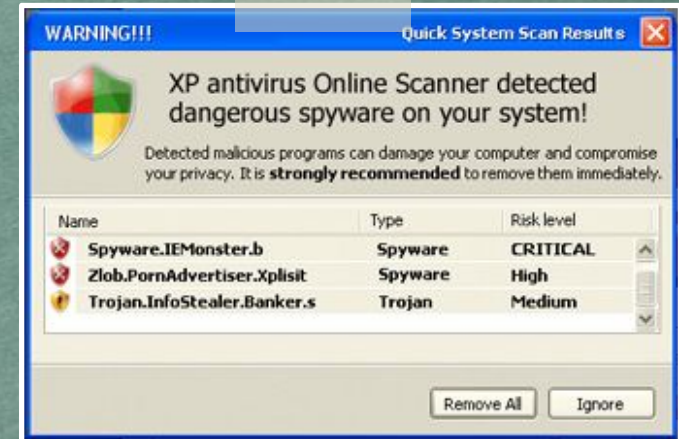 WARNING!!! Quick System Scan Results
XP antivirus Online Scanner detected
dangerous spyware on your system!
Detected malicious programs can damage your computer and compromise
your privacy. It is strongly recommended to remove them immediately.
Name Type Risk level
Spyware.IEMonster.b Spyware CRITICAL
Zlob.PornAdvertiser.Xplisit Spyware High
Trojan.InfoStealer.Banker.s Trojan Medium
Remove All Ignore